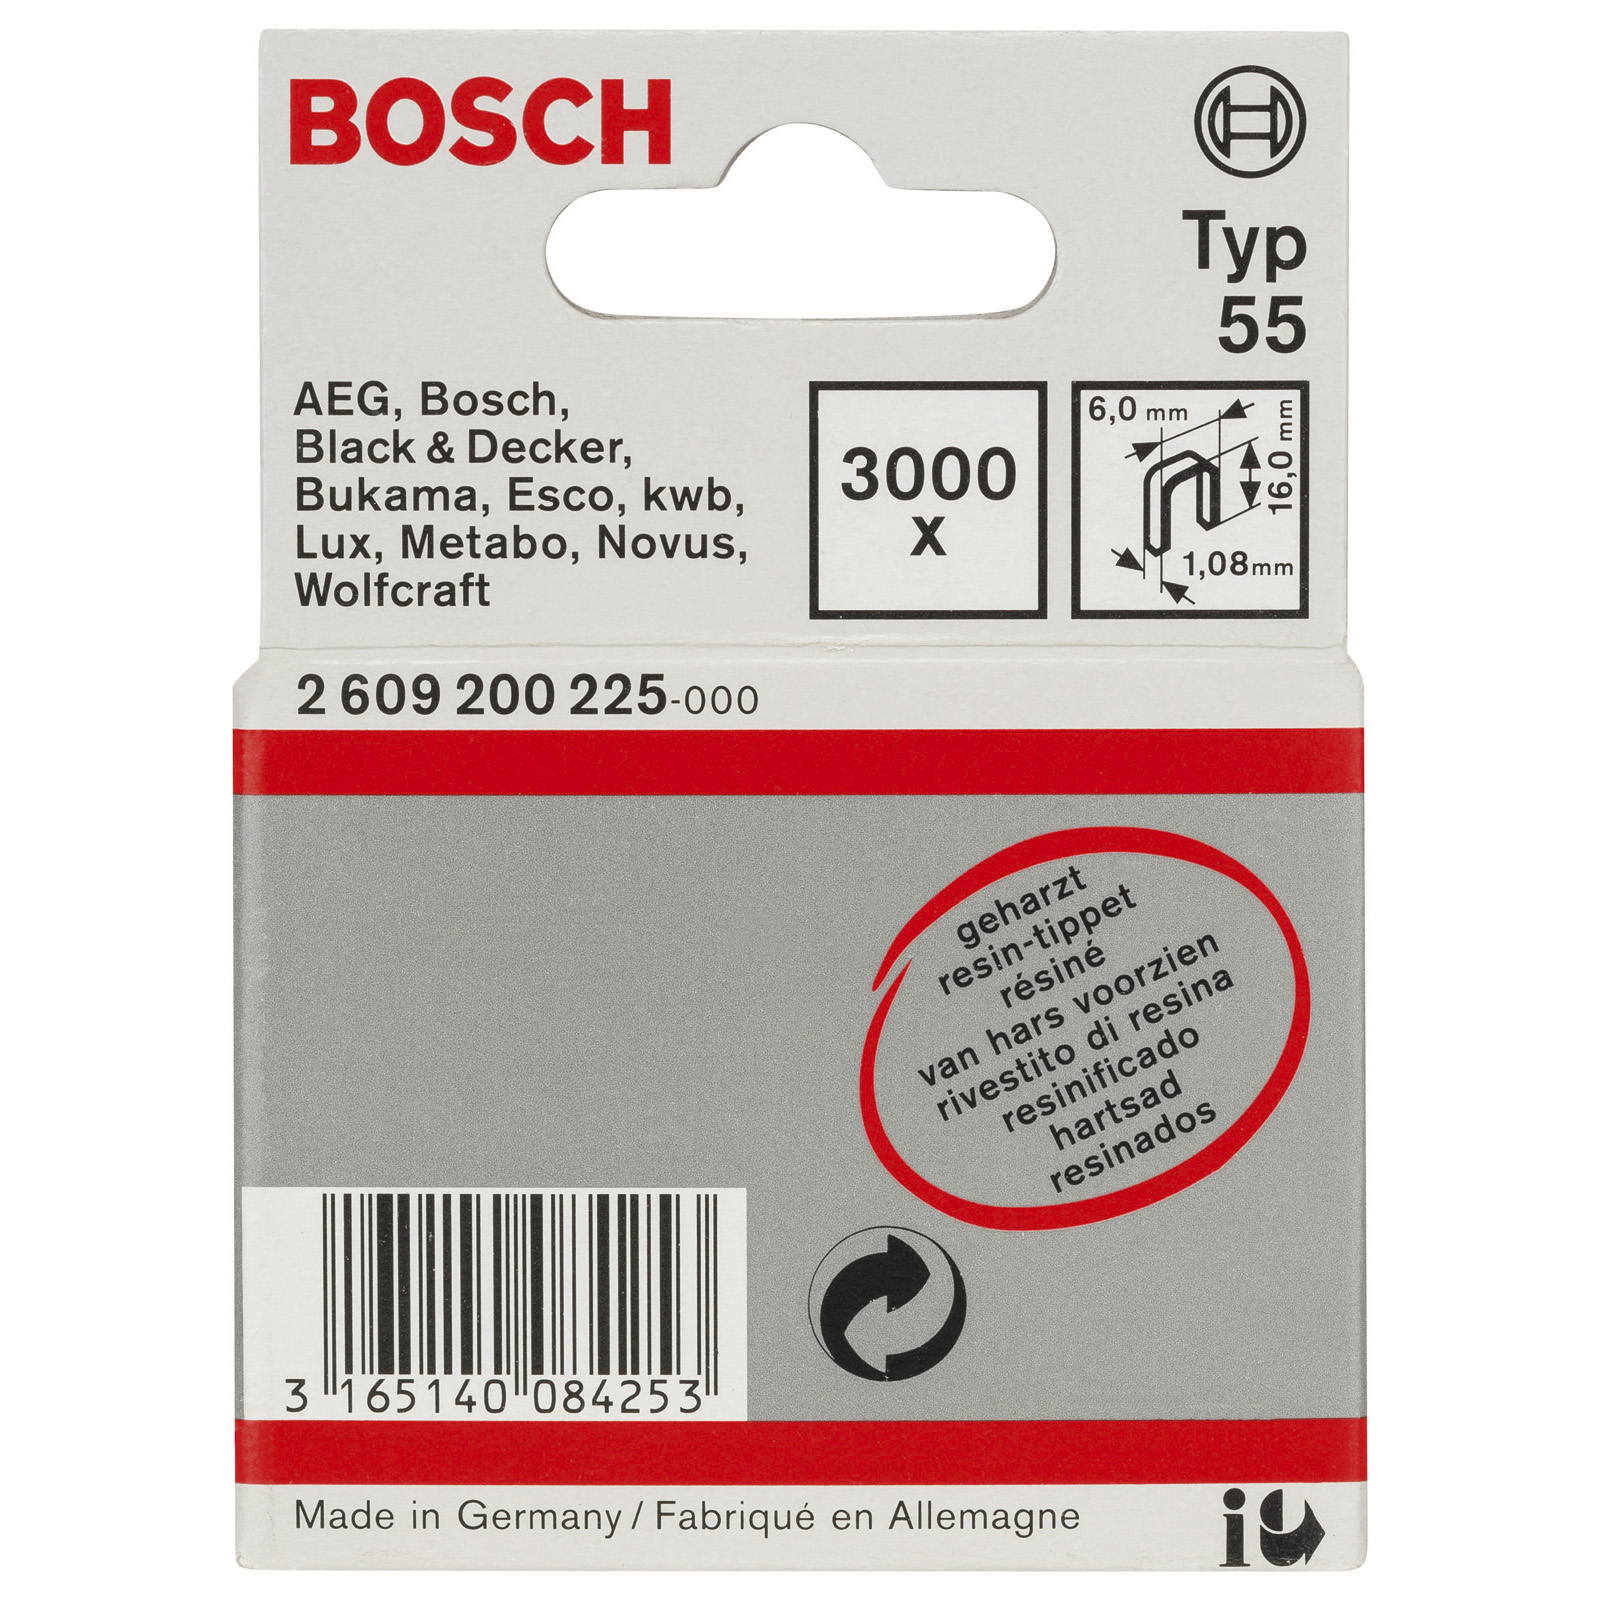 BOSCH
Typ
55
AEG, Bosch,
Black & Decker,
Bukama, Esco, kwb,
Lux, Metabo, Novus,
Wolfcraft
3000
x
6,0 mm
16,0 mm
1,08mm
2 609 200 225-000
geharzt
resin-tippet
résiné
van hars voorzien
rivestito di resina
resinificado
hartsad
resinados
3 165140 084253
Made in Germany / Fabriqué en Allemagne